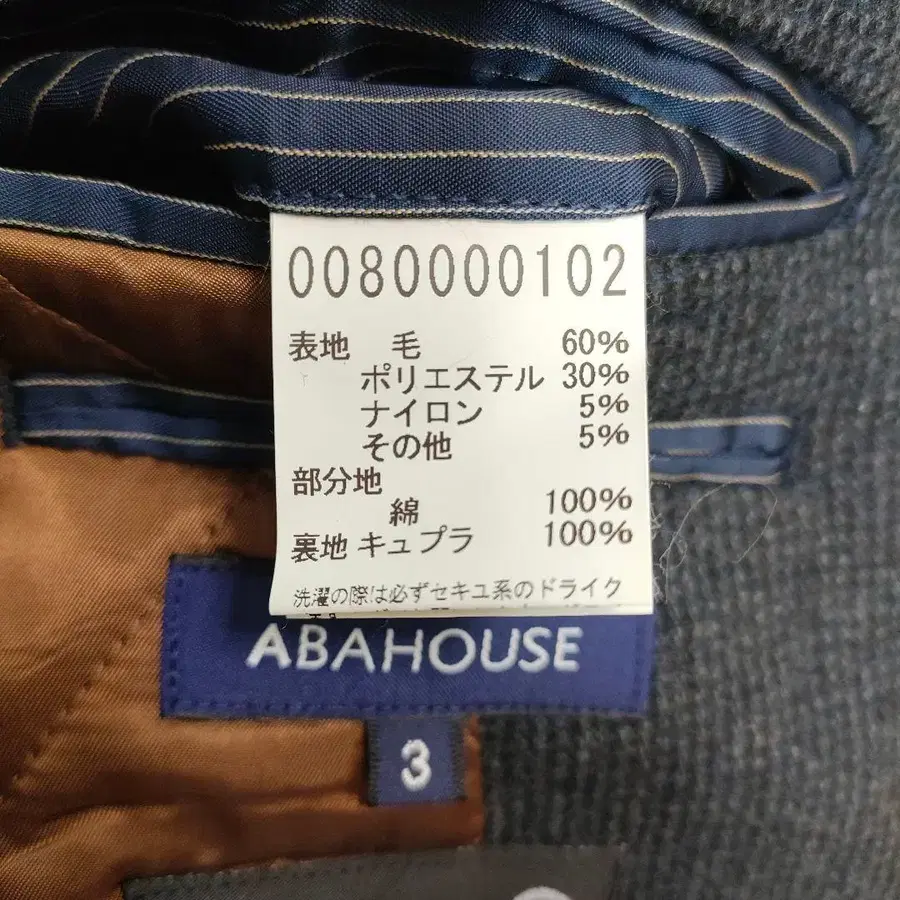 0080000102
表地 毛 60%
ポリエステル 30%
ナイロン 5%
その他 5%
部分地
綿 100%
裏地 キュプラ 100%
洗濯の際は必ずセキユ系のドライク
ABAHOUSE
3